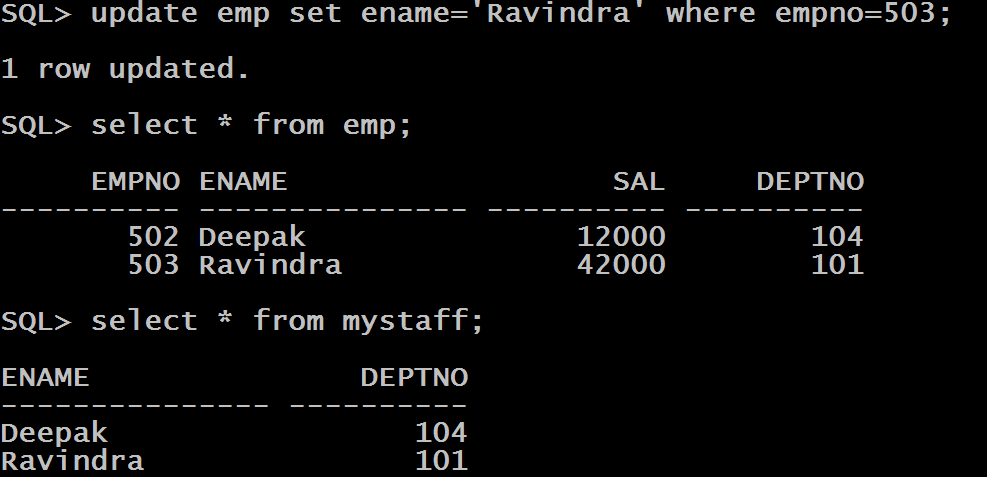 SQL> update emp set ename='Ravindra' where empno=503;
1 row updated.
SQL> select * from emp;
     EMPNO ENAME                  SAL     DEPTNO
---------- --------------- ---------- ----------
       502 Deepak               12000        104
       503 Ravindra             42000        101
SQL> select * from mystaff;
ENAME               DEPTNO
--------------- ----------
Deepak                 104
Ravindra               101